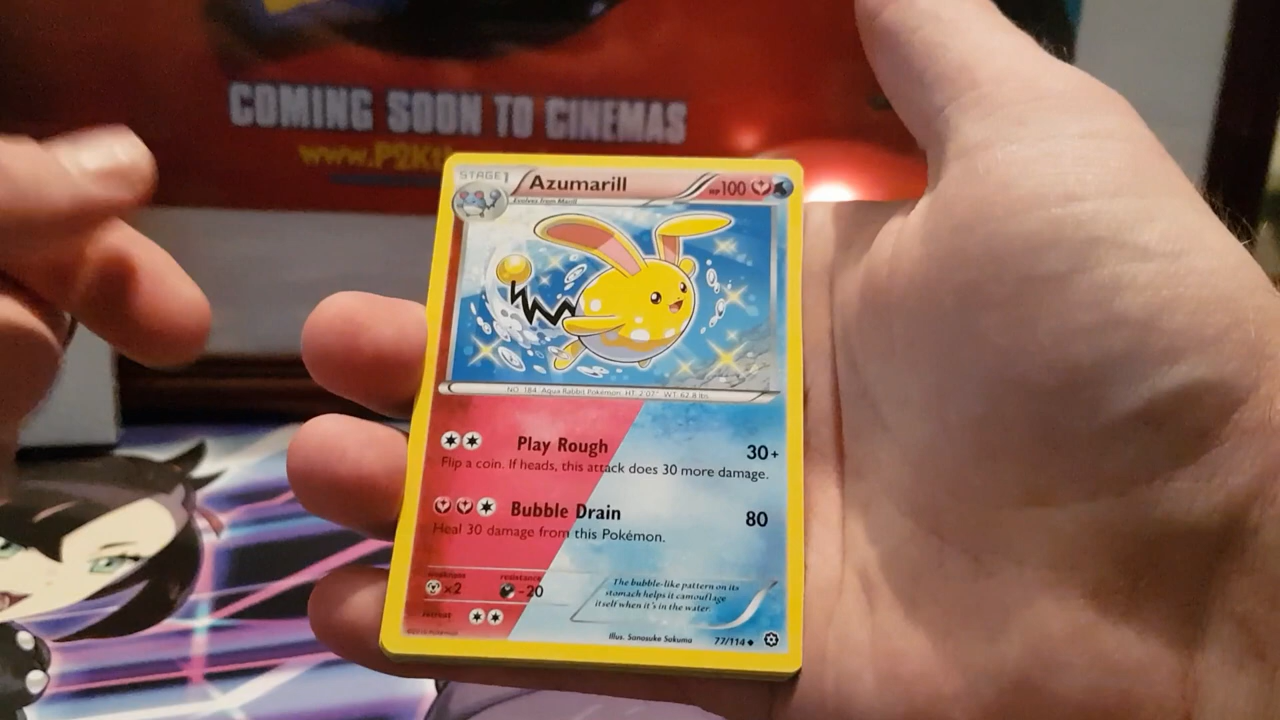 COMING SOON TO CINEMAS
www.P2K
STAGE1
Azumarill
HP100
Evolves from Marill
NO. 184 Aqua Rabbit Pokémon HT: 2'07" WT: 62.8 lbs.
Play Rough
30+
Flip a coin. If heads, this attack does 30 more damage.
Bubble Drain
80
Heal 30 damage from this Pokémon.
weakness
resistance
×2
-20
The bubble-like pattern on its
stomach helps it camouflage
itself when it's in the water.
retreat
Illus. Sanosuke Sakuma
77/114